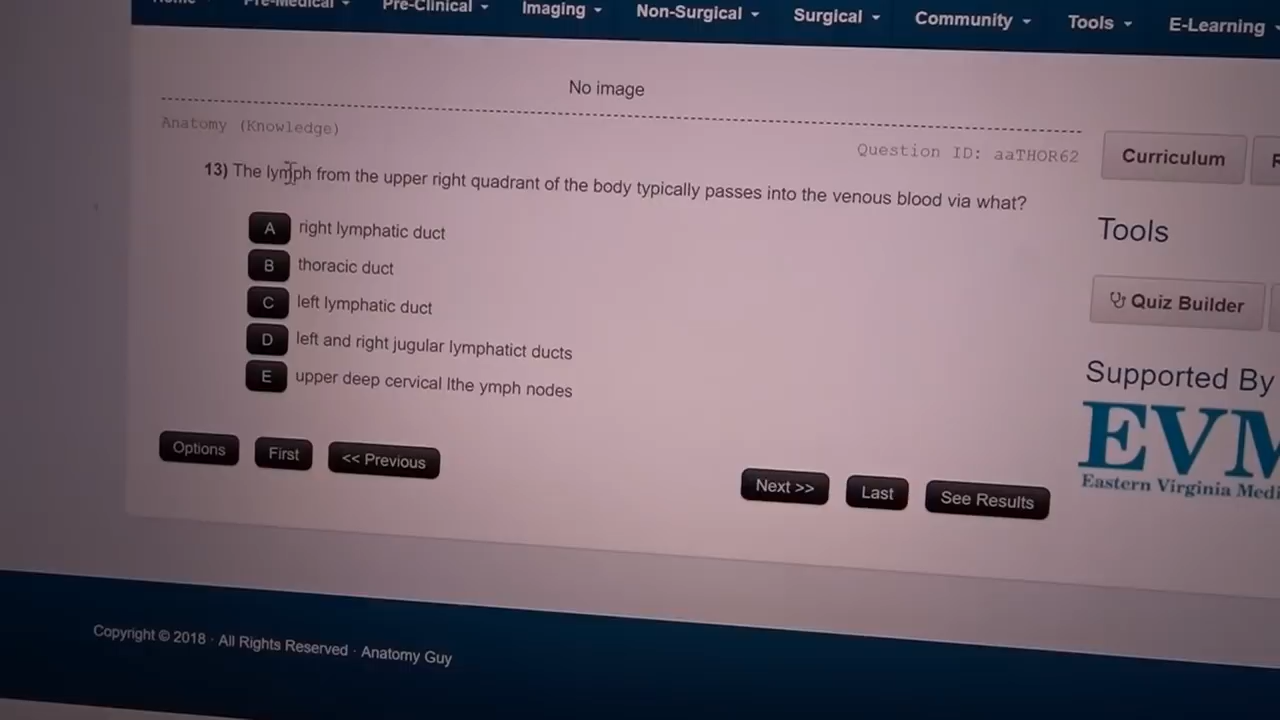 Pre-Medical Pre-Clinical Imaging Non-Surgical Surgical Community Tools E-Learning
No image
Anatomy (Knowledge)
Question ID: aaTHOR62
13) The lymph from the upper right quadrant of the body typically passes into the venous blood via what?
A right lymphatic duct
B thoracic duct
C left lymphatic duct
D left and right jugular lymphatict ducts
E upper deep cervical lthe ymph nodes
Options First << Previous
Next >> Last See Results
Curriculum
Tools
Quiz Builder
Supported By
EVM
Eastern Virginia Medi
Copyright © 2018 · All Rights Reserved · Anatomy Guy